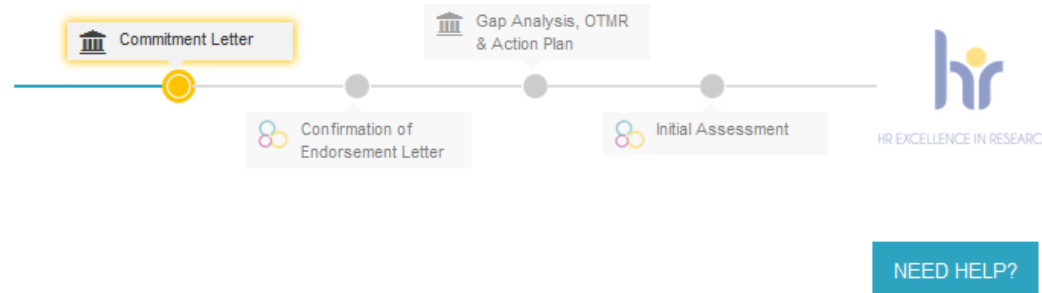 Commitment Letter
Gap Analysis, OTMR
& Action Plan
Confirmation of
Endorsement Letter
Initial Assessment
hr
HR EXCELLENCE IN RESEARC
NEED HELP?